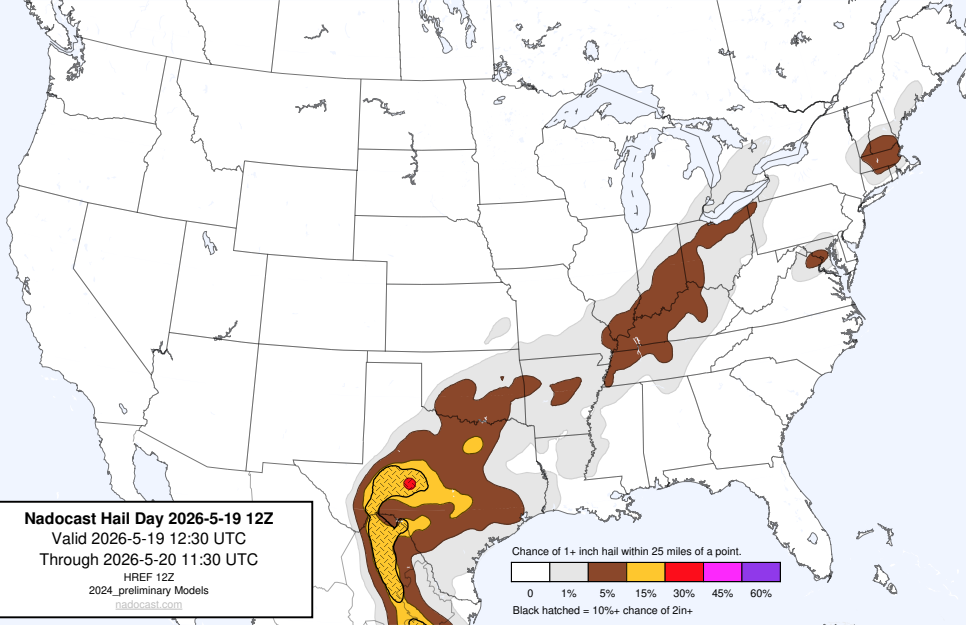 Nadocast Hail Day 2026-5-19 12Z
Valid 2026-5-19 12:30 UTC
Through 2026-5-20 11:30 UTC
HREF 12Z
2024_preliminary Models
nadocast.com
Chance of 1+ inch hail within 25 miles of a point.
0 1% 5% 15% 30% 45% 60%
Black hatched = 10%+ chance of 2in+